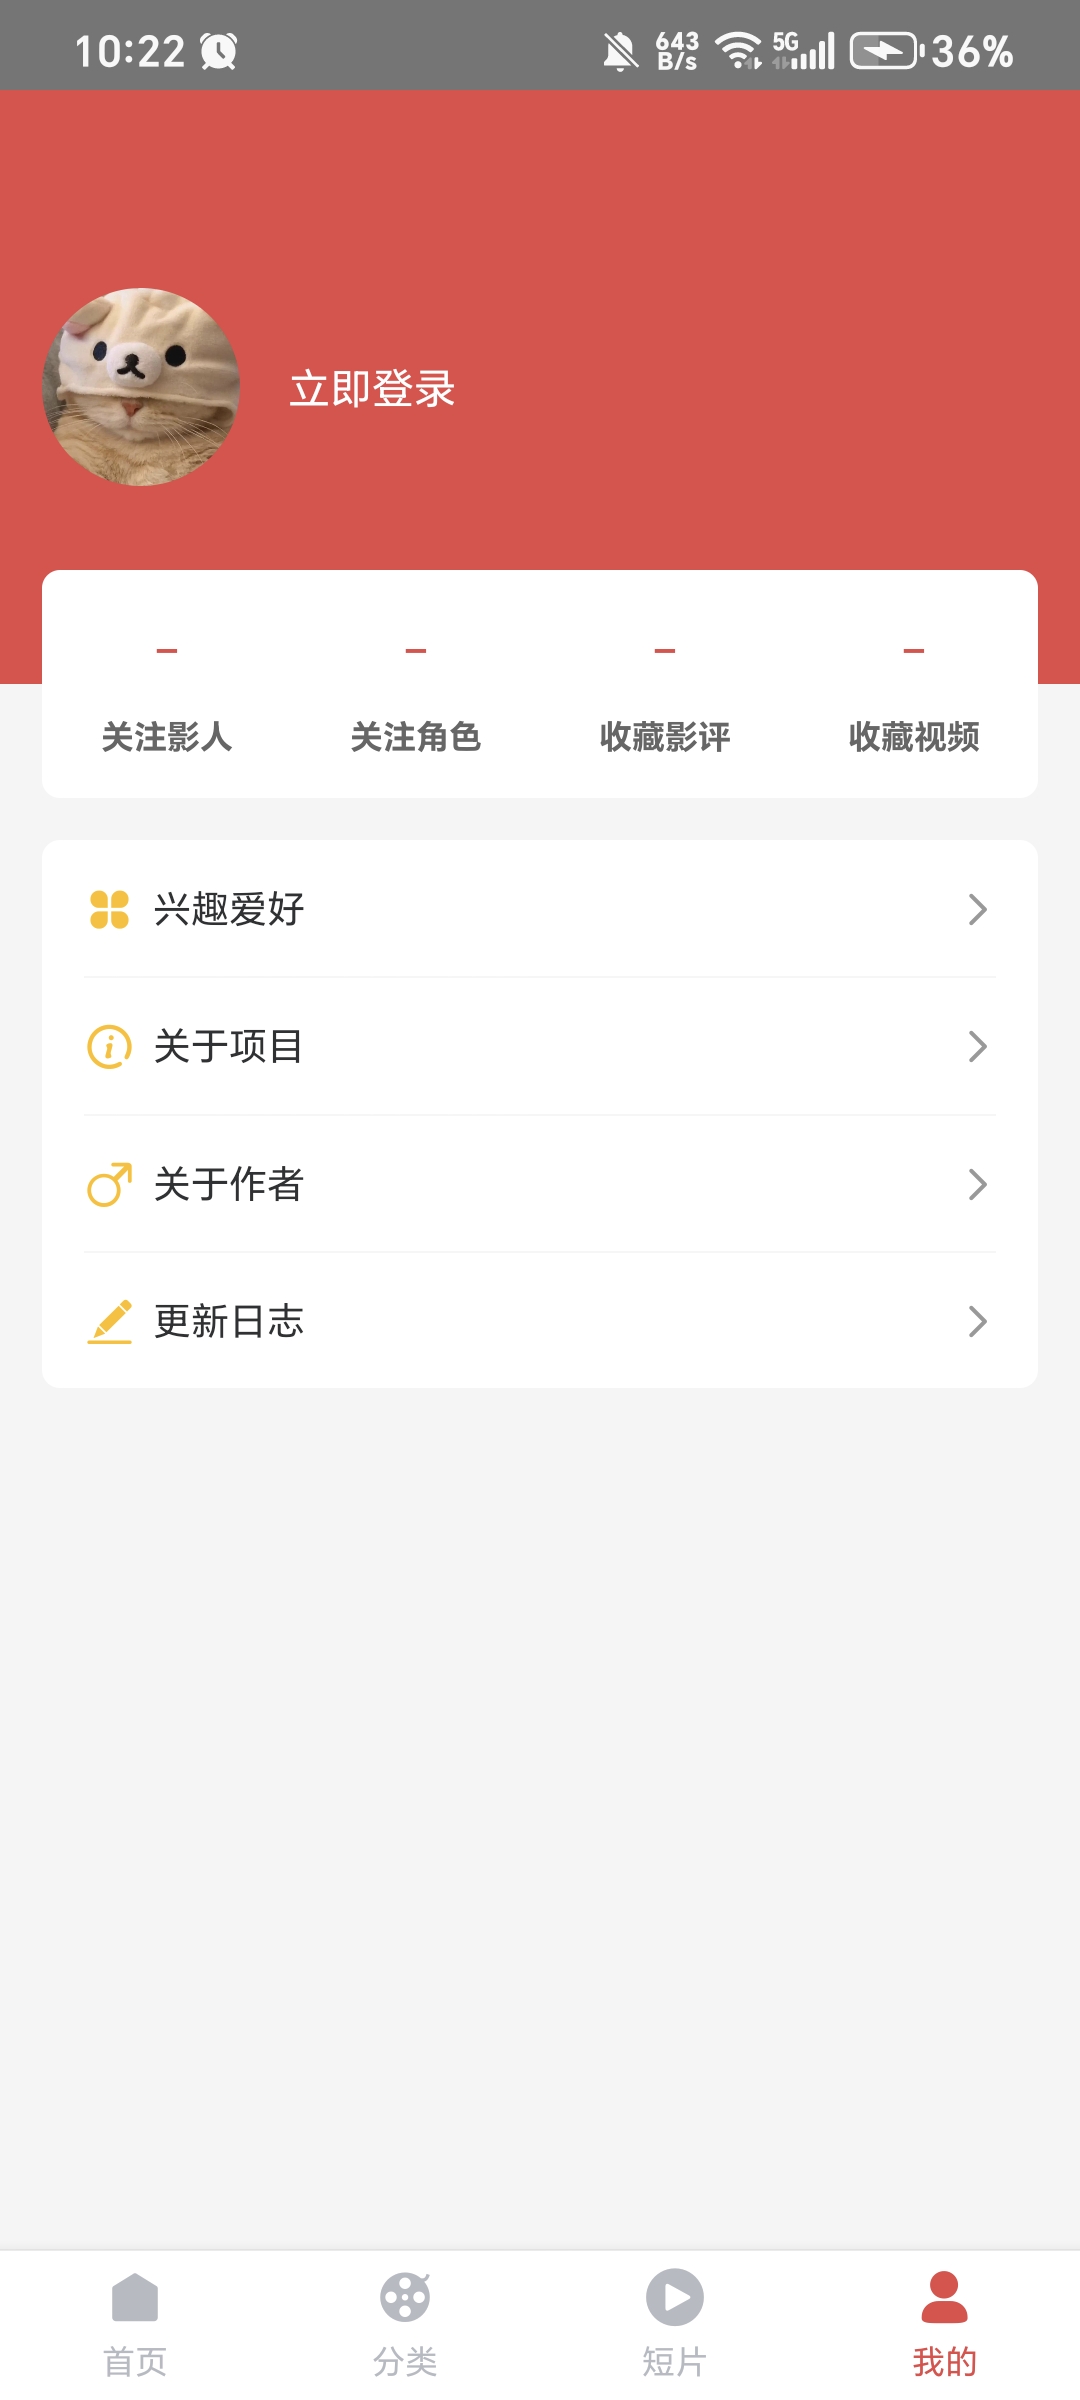 10:22
643 B/s
5G
36%
立即登录
– – – –
关注影人 关注角色 收藏影评 收藏视频
兴趣爱好
关于项目
关于作者
更新日志
首页 分类 短片 我的